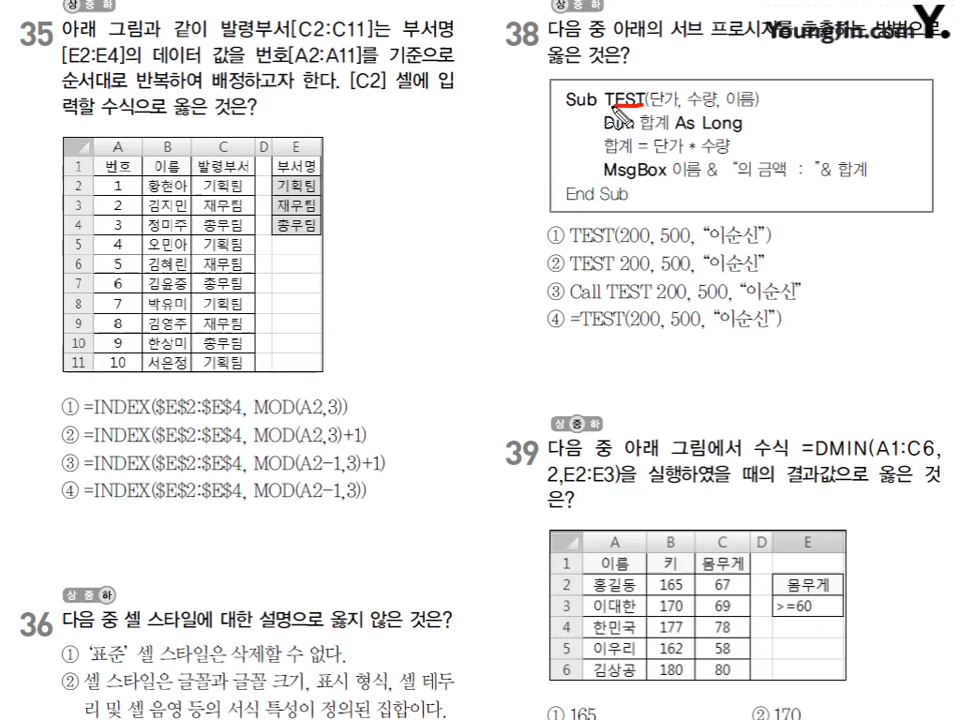 상 중 하
35 아래 그림과 같이 발령부서[C2:C11]는 부서명
[E2:E4]의 데이터 값을 번호[A2:A11]를 기준으로
순서대로 반복하여 배정하고자 한다. [C2] 셀에 입
력할 수식으로 옳은 것은?
A B C D E
1 번호 이름 발령부서 부서명
2 1 황현아 기획팀 기획팀
3 2 김지민 재무팀 재무팀
4 3 정미주 총무팀 총무팀
5 4 오민아 기획팀
6 5 김혜린 재무팀
7 6 김윤중 총무팀
8 7 박유미 기획팀
9 8 김영주 재무팀
10 9 한상미 총무팀
11 10 서은정 기획팀
① =INDEX($E$2:$E$4, MOD(A2,3))
② =INDEX($E$2:$E$4, MOD(A2,3)+1)
③ =INDEX($E$2:$E$4, MOD(A2-1,3)+1)
④ =INDEX($E$2:$E$4, MOD(A2-1,3))
상 중 하
36 다음 중 셀 스타일에 대한 설명으로 옳지 않은 것은?
① ‘표준’ 셀 스타일은 삭제할 수 없다.
② 셀 스타일은 글꼴과 글꼴 크기, 표시 형식, 셀 테두
리 및 셀 음영 등의 서식 특성이 정의된 집합이다.
상 중 하
Youngjin.com Y.
38 다음 중 아래의 서브 프로시저를 호출하는 방법으로
옳은 것은?
Sub TEST(단가, 수량, 이름)
Dim 합계 As Long
합계 = 단가 * 수량
MsgBox 이름 & “의 금액 : ”& 합계
End Sub
① TEST(200, 500, “이순신”)
② TEST 200, 500, “이순신”
③ Call TEST 200, 500, “이순신”
④ =TEST(200, 500, “이순신”)
상 중 하
39 다음 중 아래 그림에서 수식 =DMIN(A1:C6,
2,E2:E3)을 실행하였을 때의 결과값으로 옳은 것
은?
A B C D E
1 이름 키 몸무게
2 홍길동 165 67 몸무게
3 이대한 170 69 >=60
4 한민국 177 78
5 이우리 162 58
6 김상공 180 80
① 165 ② 170